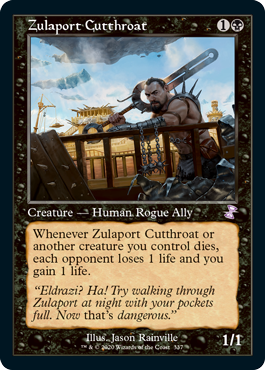 Zulaport Cutthroat 1
Creature — Human Rogue Ally
Whenever Zulaport Cutthroat or
another creature you control dies,
each opponent loses 1 life and you
gain 1 life.
“Eldrazi? Ha! Try walking through
Zulaport at night with your pockets
full. Now that’s dangerous.”
Illus. Jason Rainville
1/1
™ & © 2020 Wizards of the Coast